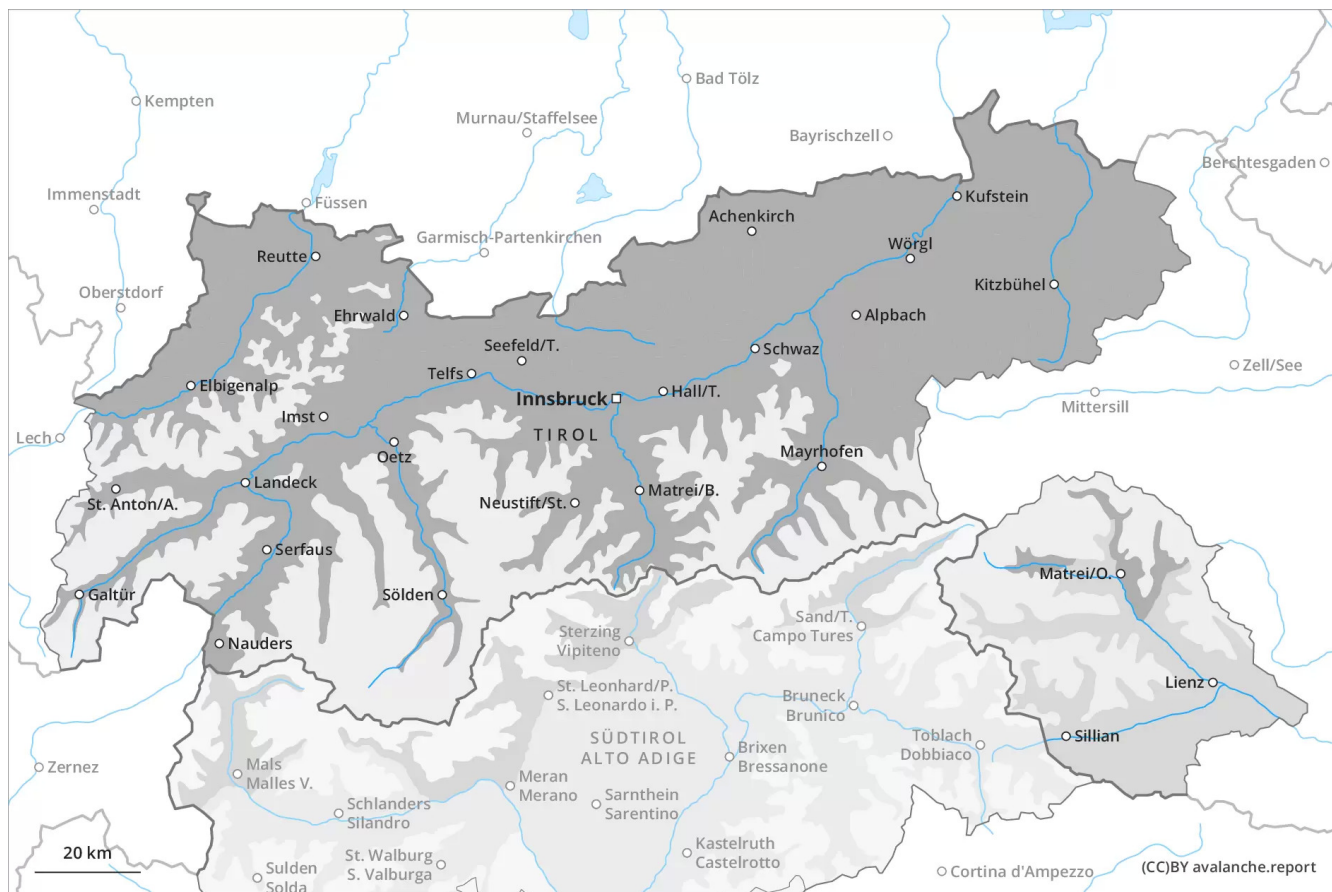 Bad Tölz
Kempten
Murnau/Staffelsee
Bayrischzell
Berchtesgaden
Immenstadt
Füssen
Kufstein
Achenkirch
Garmisch-Partenkirchen
Wörgl
Reutte
Kitzbühel
Oberstdorf
Ehrwald
Alpbach
Seefeld/T.
Schwaz
Zell/See
Telfs
Elbigenalp
Innsbruck
Hall/T.
Mittersill
Imst
TIROL
Lech
Oetz
Mayrhofen
Landeck
Matrei/B.
St. Anton/A.
Neustift/St.
Serfaus
Matrei/O.
Galtür
Sölden
Sand/T.
Campo Tures
Sterzing
Vipiteno
Nauders
Lienz
St. Leonhard/P.
S. Leonardo i. P.
Bruneck
Brunico
Sillian
SÜDTIROL
ALTO ADIGE
Toblach
Dobbiaco
Brixen
Bressanone
Zernez
Mals
Malles V.
Meran
Merano
Sarnthein
Sarentino
Schlanders
Silandro
Kastelruth
Castelrotto
20 km
St. Walburg
S. Valburga
Sulden
Solda
Cortina d'Ampezzo
(CC)BY avalanche.report